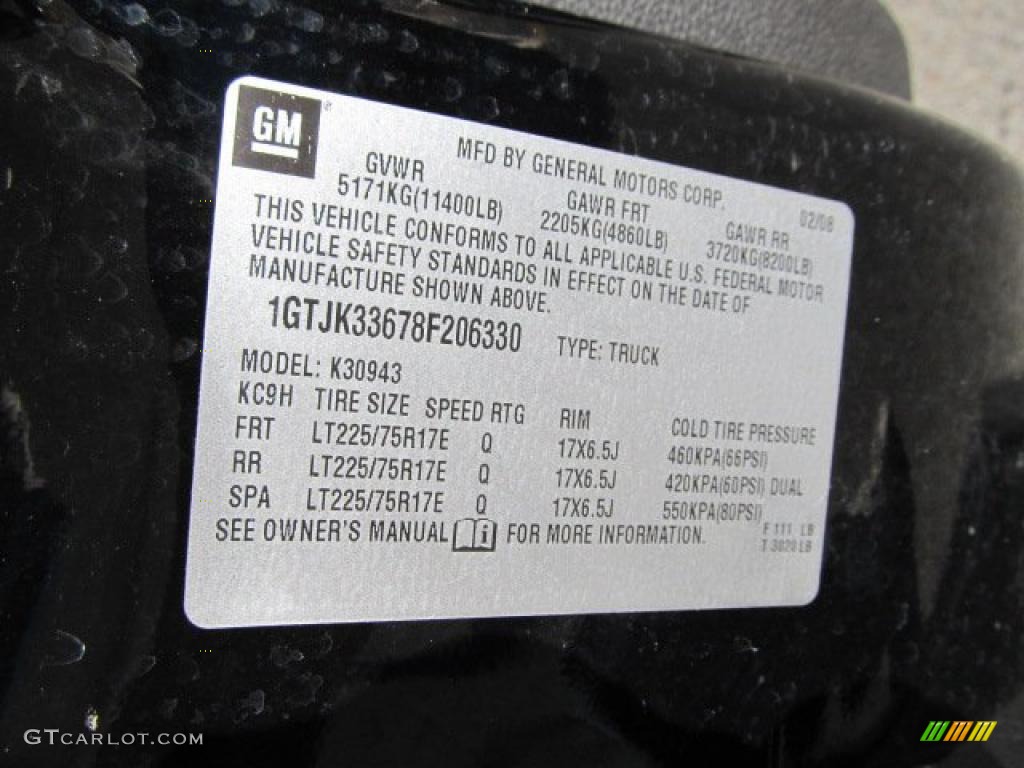 GM®
MFD BY GENERAL MOTORS CORP. 02/08
GVWR GAWR FRT GAWR RR
5171KG(11400LB) 2205KG(4860LB) 3720KG(8200LB)
THIS VEHICLE CONFORMS TO ALL APPLICABLE U.S. FEDERAL MOTOR
VEHICLE SAFETY STANDARDS IN EFFECT ON THE DATE OF
MANUFACTURE SHOWN ABOVE.
1GTJK33678F206330 TYPE: TRUCK
MODEL: K30943
KC9H TIRE SIZE SPEED RTG RIM COLD TIRE PRESSURE
FRT LT225/75R17E Q 17X6.5J 460KPA(66PSI)
RR LT225/75R17E Q 17X6.5J 420KPA(60PSI) DUAL
SPA LT225/75R17E Q 17X6.5J 550KPA(80PSI)
SEE OWNER'S MANUAL i FOR MORE INFORMATION.
F 111 LB
T 3020 LB
GTCARLOT.COM